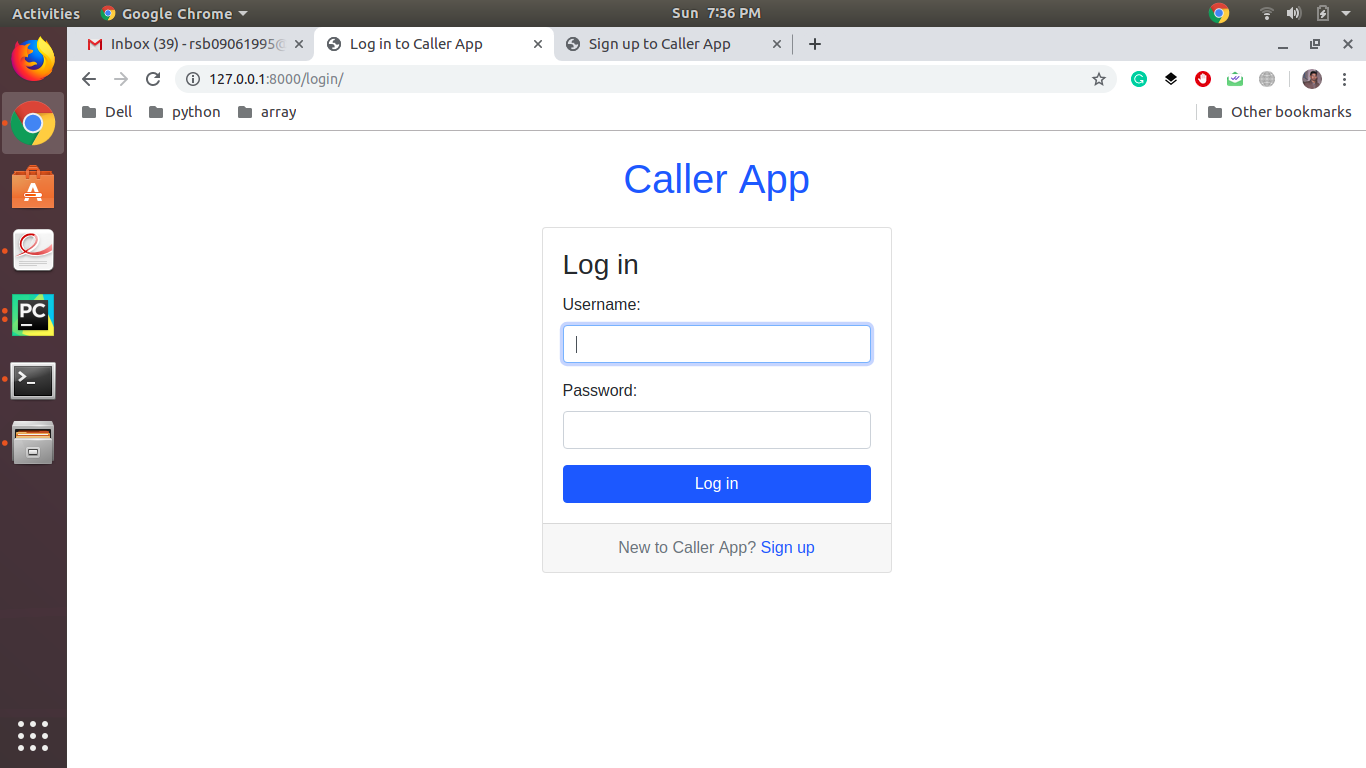 Activities Google Chrome Sun 7:36 PM
Inbox (39) - rsb09061995@ Log in to Caller App Sign up to Caller App
127.0.0.1:8000/login/
Dell python array Other bookmarks
Caller App
Log in
Username:
Password:
Log in
New to Caller App? Sign up
PC